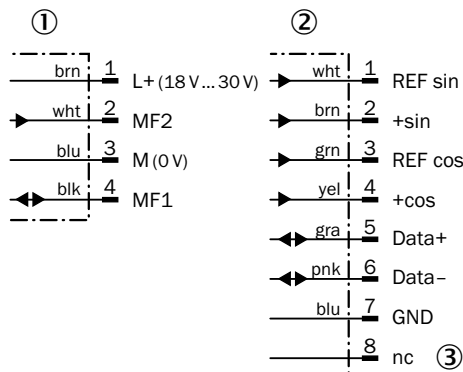 ① ②
brn 1 L+ (18 V ... 30 V)
wht 2 MF2
blu 3 M (0 V)
blk 4 MF1
wht 1 REF sin
brn 2 +sin
grn 3 REF cos
yel 4 +cos
gra 5 Data+
pnk 6 Data–
blu 7 GND
8 nc ③